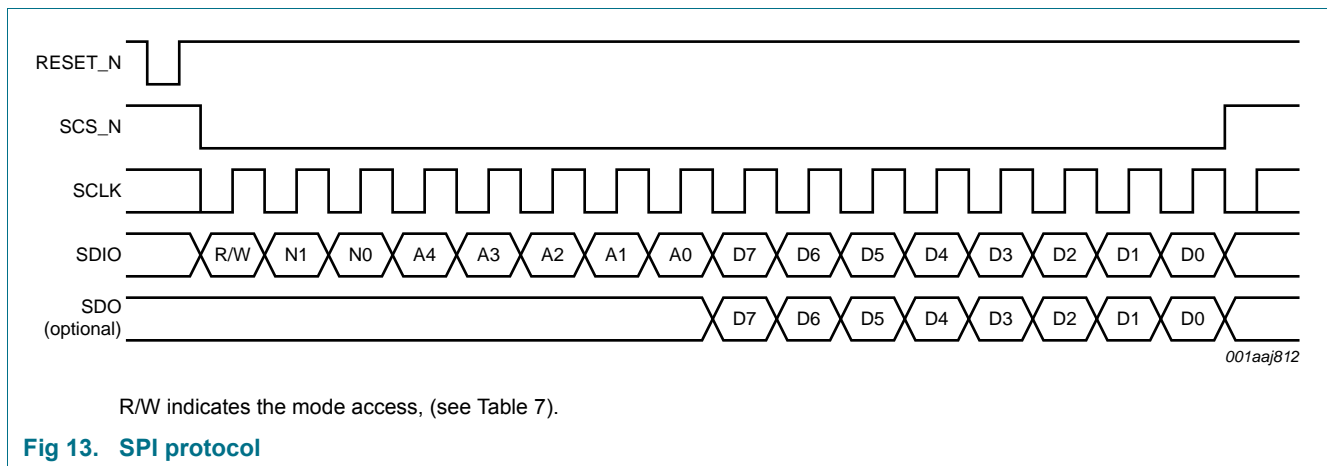 RESET_N
SCS_N
SCLK
SDIO R/W N1 N0 A4 A3 A2 A1 A0 D7 D6 D5 D4 D3 D2 D1 D0
SDO
(optional) D7 D6 D5 D4 D3 D2 D1 D0
001aaj812
R/W indicates the mode access, (see Table 7).
Fig 13. SPI protocol